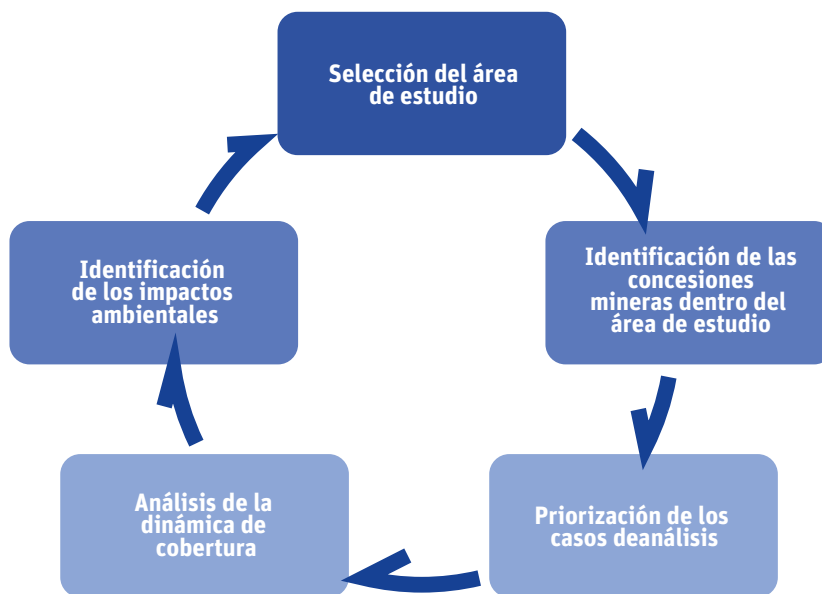 Selección del área
de estudio
Identificación de las
concesiones
mineras dentro del
área de estudio
Priorización de los
casos deanálisis
Análisis de la
dinámica de
cobertura
Identificación
de los impactos
ambientales